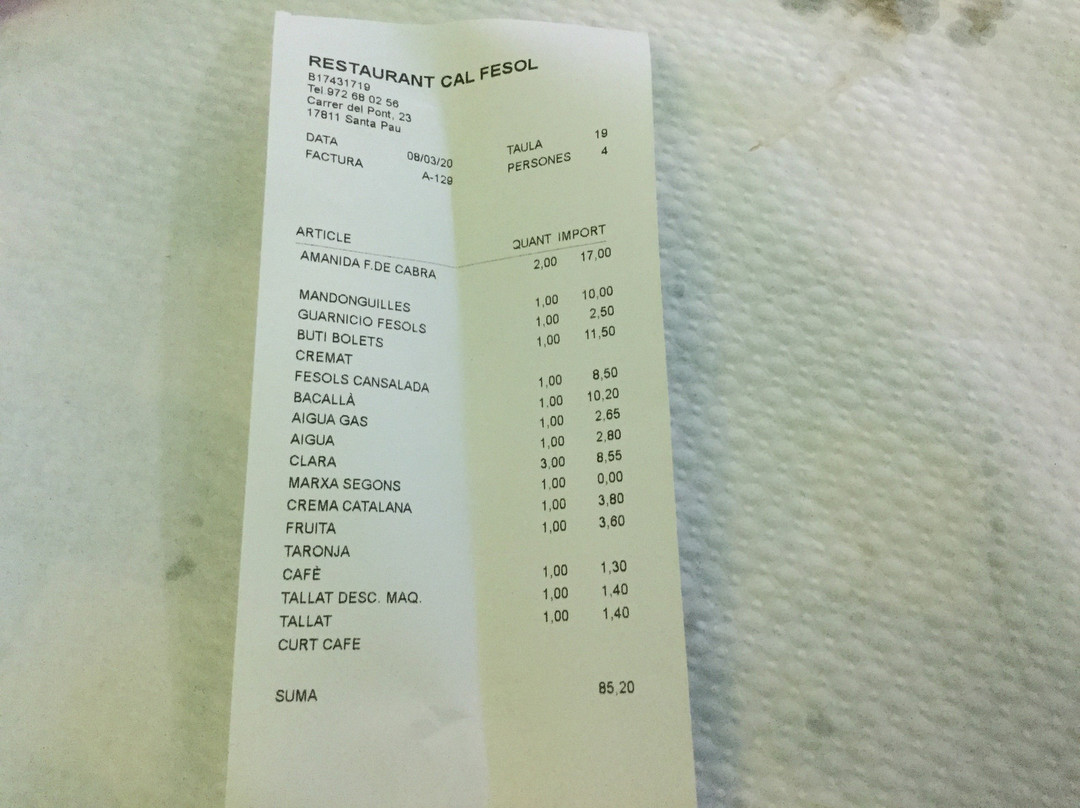 RESTAURANT CAL FESOL
B17431719
Tel 972 68 02 56
Carrer del Pont, 23
17811 Santa Pau
DATA 08/03/20 TAULA 19
FACTURA A-129 PERSONES 4
ARTICLE QUANT IMPORT
AMANIDA F.DE CABRA 2,00 17,00
MANDONGUILLES 1,00 10,00
GUARNICIO FESOLS 1,00 2,50
BUTI BOLETS 1,00 11,50
CREMAT
FESOLS CANSALADA 1,00 8,50
BACALLÀ 1,00 10,20
AIGUA GAS 1,00 2,65
AIGUA 1,00 2,80
CLARA 3,00 8,55
MARXA SEGONS 1,00 0,00
CREMA CATALANA 1,00 3,80
FRUITA 1,00 3,60
TARONJA
CAFÈ 1,00 1,30
TALLAT DESC. MAQ. 1,00 1,40
TALLAT 1,00 1,40
CURT CAFE
SUMA 85,20